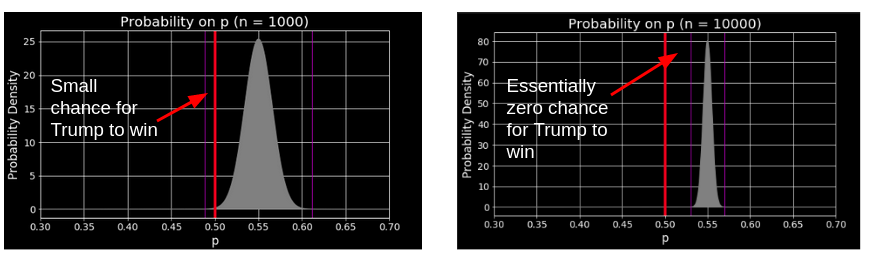 Probability on p (n = 1000)
Probability Density
25
20
15
10
5
0
Small
chance for
Trump to win
0.30 0.35 0.40 0.45 0.50 0.55 0.60 0.65 0.70
p
Probability on p (n = 10000)
Probability Density
80
70
60
50
40
30
20
10
0
Essentially
zero chance
for Trump to
win
0.30 0.35 0.40 0.45 0.50 0.55 0.60 0.65 0.70
p